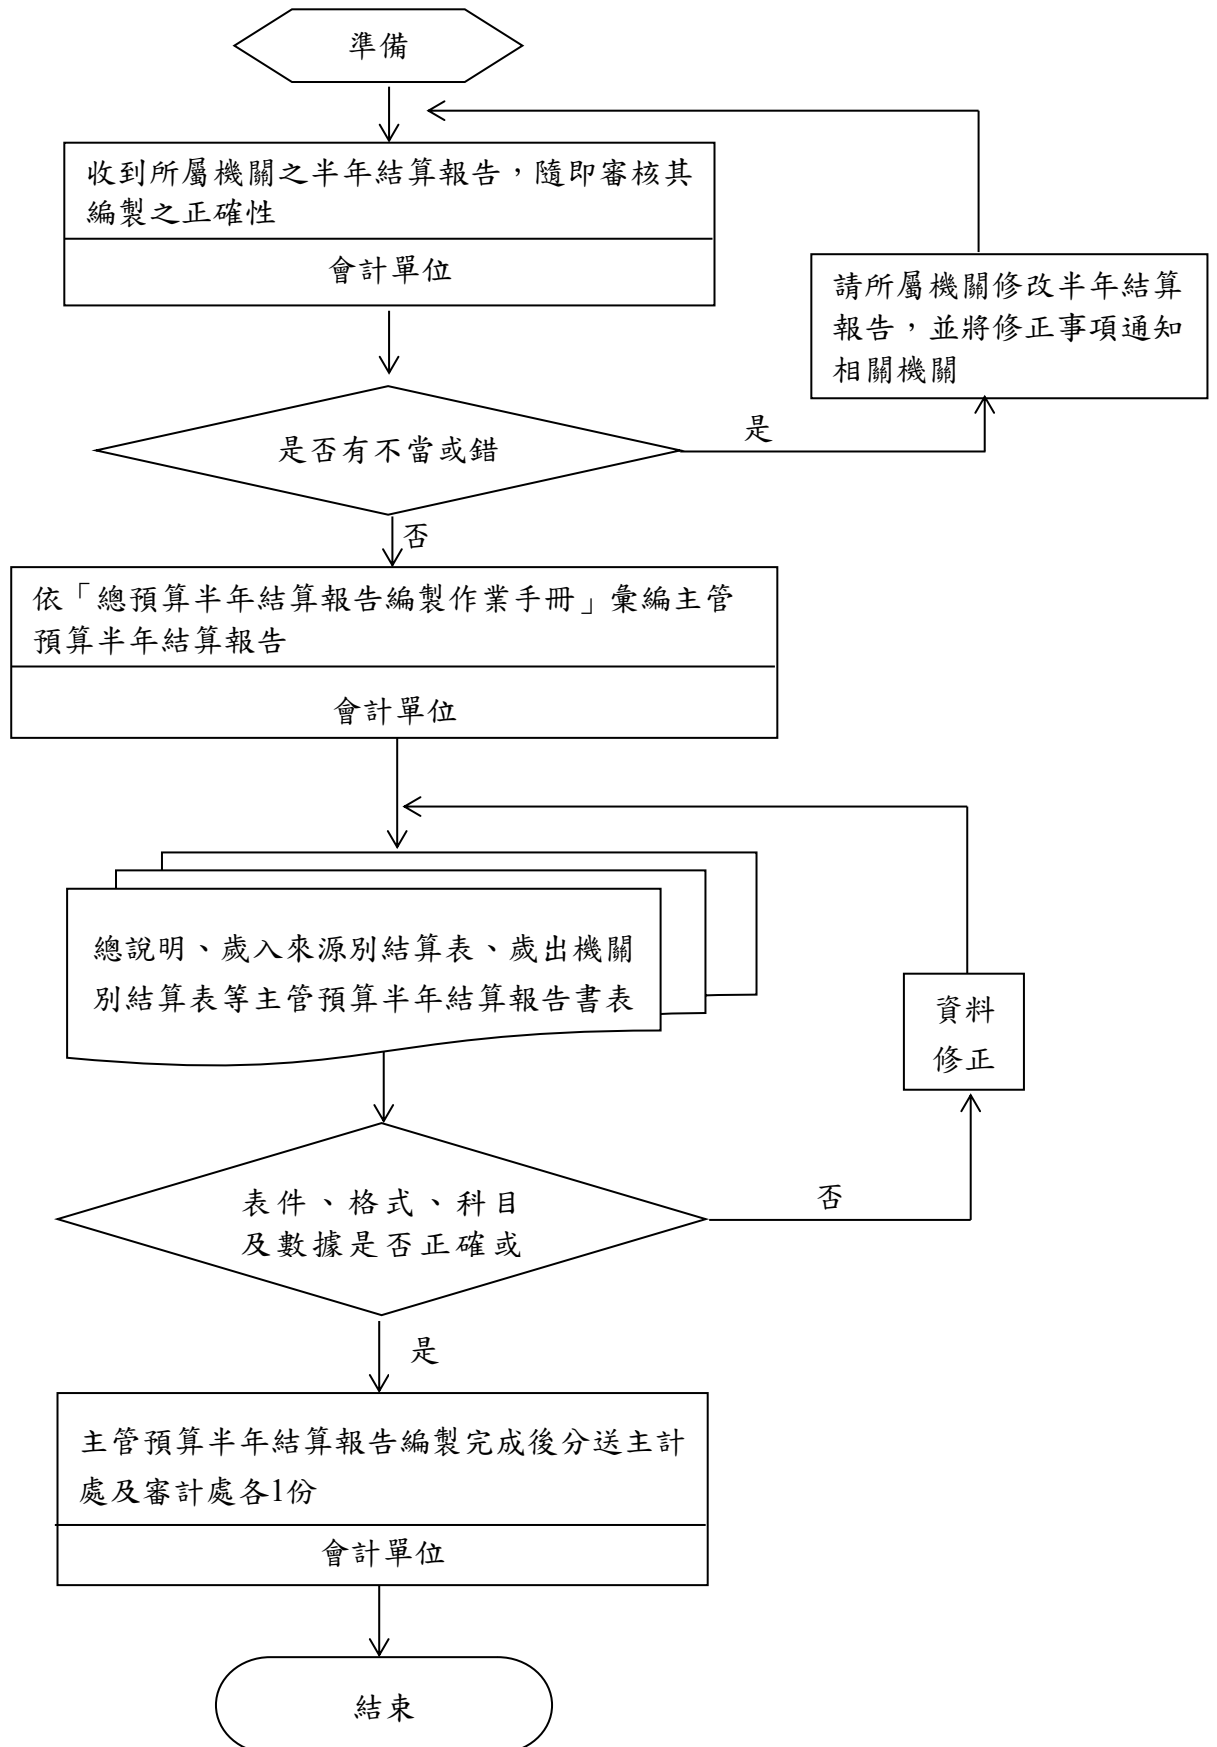 準備
收到所屬機關之半年結算報告，隨即審核其
編製之正確性
會計單位
請所屬機關修改半年結算
報告，並將修正事項通知
相關機關
是否有不當或錯
是
否
依「總預算半年結算報告編製作業手冊」彙編主管
預算半年結算報告
會計單位
總說明、歲入來源別結算表、歲出機關
別結算表等主管預算半年結算報告書表
資料
修正
表件、格式、科目
及數據是否正確或
否
是
主管預算半年結算報告編製完成後分送主計
處及審計處各1份
會計單位
結束